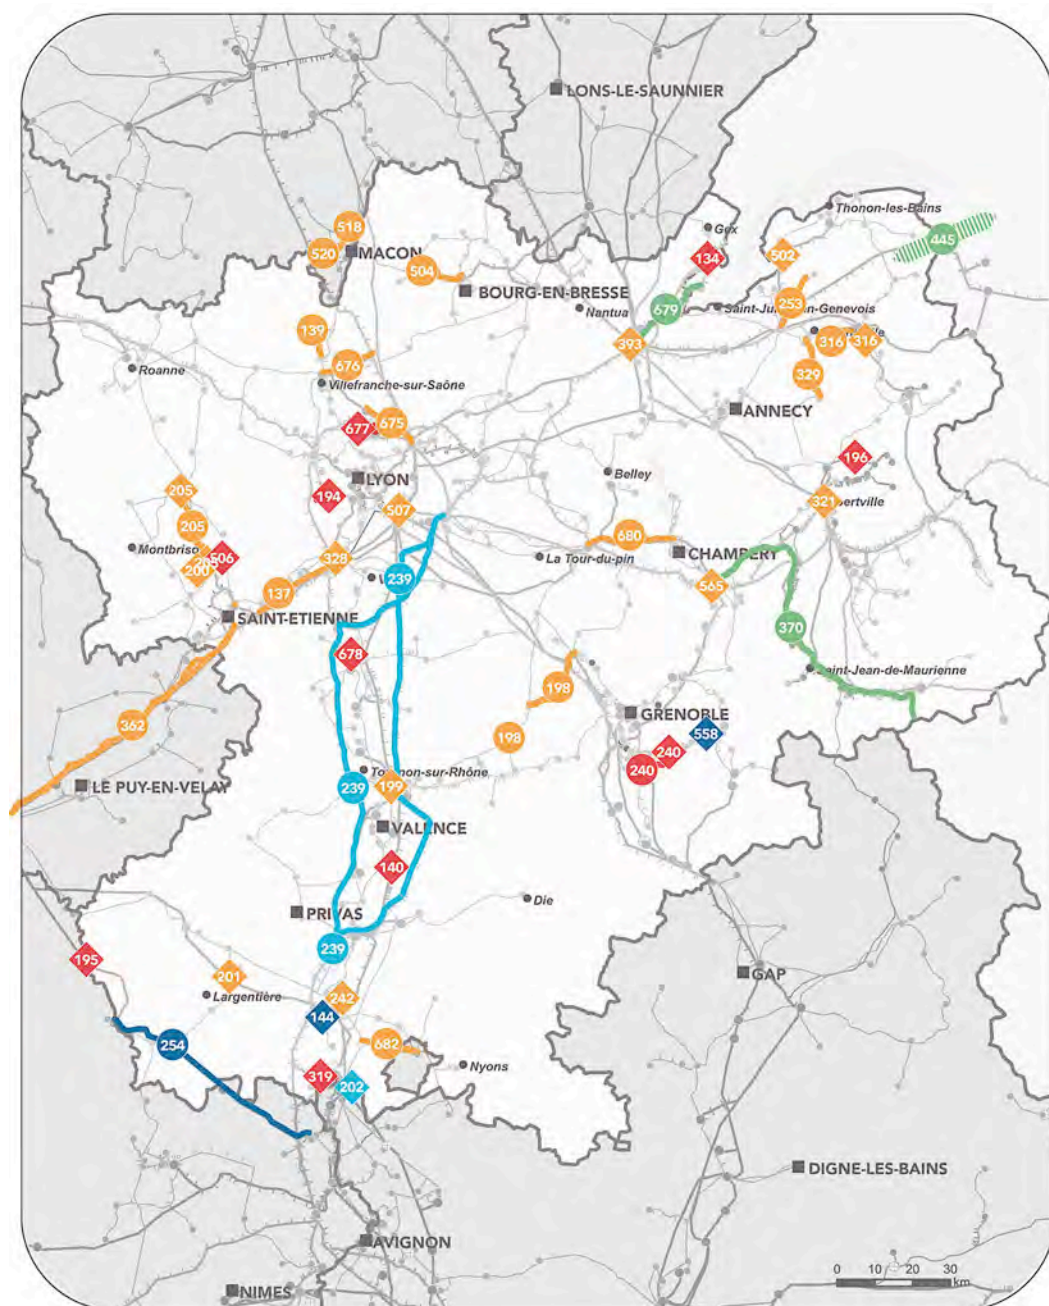 LONS-LE-SAUNNIER
Thonon-les-Bains
518
Gex
445
520
MACON
134
502
504
BOURG-EN-BRESSE
253
Nantua
679
139
393
316
316
676
Roanne
329
Villefranche-sur-Saône
ANNECY
677
675
196
Belley
LYON
205
194
321
507
205
680
Montbriso
506
328
CHAMBERY
La Tour-du-pin
200
239
565
137
SAINT-ETIENNE
370
678
Saint-Jean-de-Maurienne
198
GRENOBLE
362
198
558
240
240
LE PUY-EN-VELAY
239
199
VALENCE
140
Die
PRIVAS
239
195
201
GAP
Largentière
242
144
254
682
Nyons
319
202
DIGNE-LES-BAINS
AVIGNON
0 10 20 30
km
NIMES